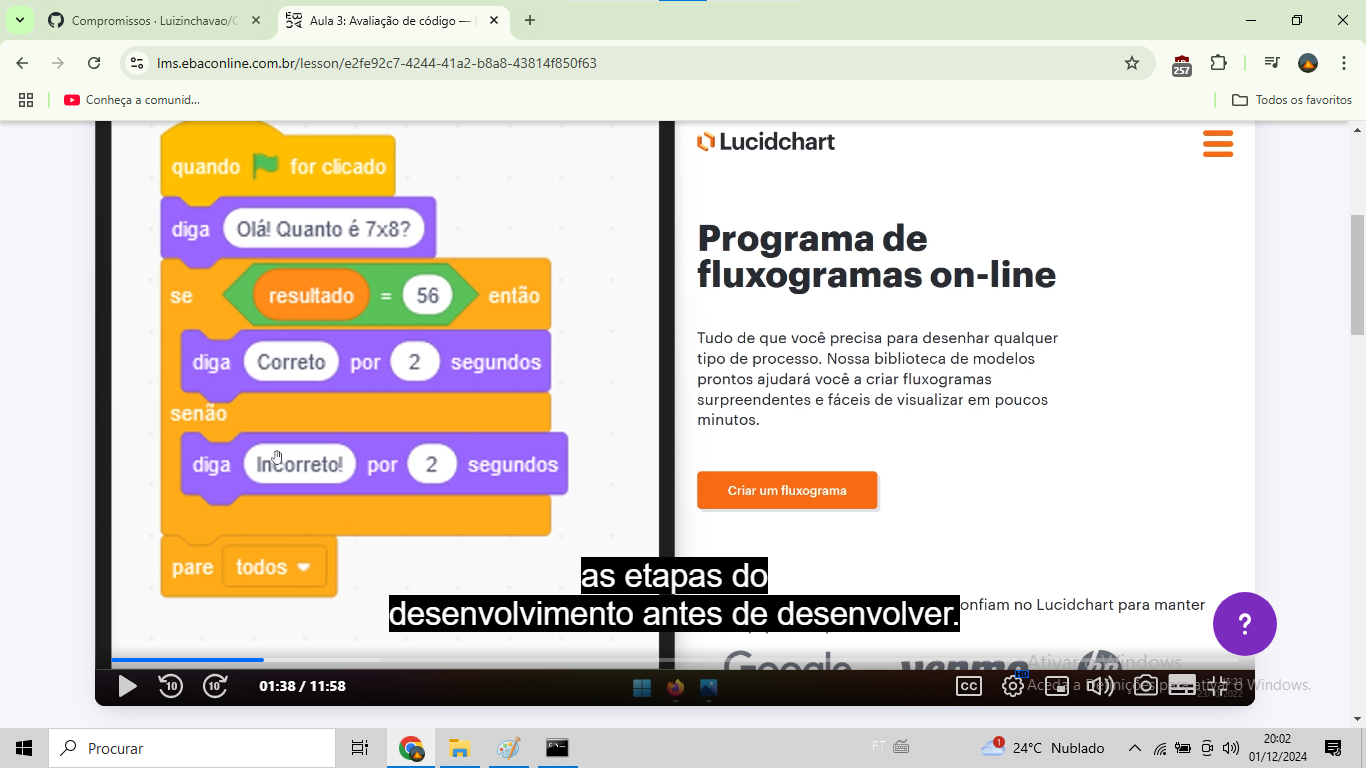 Compromissos · Luizinchavao/
Aula 3: Avaliação de código —
lms.ebaconline.com.br/lesson/e2fe92c7-4244-41a2-b8a8-43814f850f63
257
Conheça a comunid...
Todos os favoritos
quando for clicado
diga Olá! Quanto é 7x8?
se resultado = 56 então
diga Correto por 2 segundos
senão
diga Incorreto! por 2 segundos
pare todos
Lucidchart
Programa de
fluxogramas on-line
Tudo de que você precisa para desenhar qualquer
tipo de processo. Nossa biblioteca de modelos
prontos ajudará você a criar fluxogramas
surpreendentes e fáceis de visualizar em poucos
minutos.
Criar um fluxograma
onfiam no Lucidchart para manter
Google venmo hp
as etapas do
desenvolvimento antes de desenvolver.
?
10 10 01:38 / 11:58
CC HD
Ativar o Windows
Windows.
Procurar
PT
1
24°C Nublado
20:02
01/12/2024